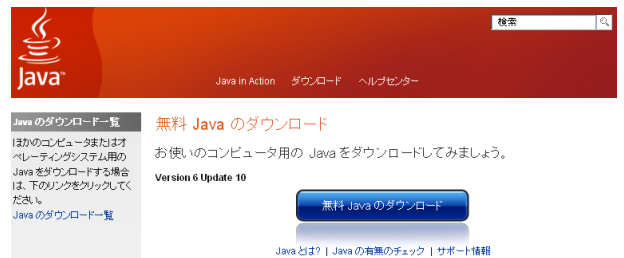 検索
Java™
Java in Action ダウンロード ヘルプセンター
Java のダウンロード一覧
ほかのコンピュータまたはオ
ペレーティングシステム用の
Java をダウンロードする場合
は、下のリンクをクリックしてく
ださい。
Java のダウンロード一覧
無料 Java のダウンロード
お使いのコンピュータ用の Java をダウンロードしてみましょう。
Version 6 Update 10
無料 Java のダウンロード
Java とは? | Java の有無のチェック | サポート情報